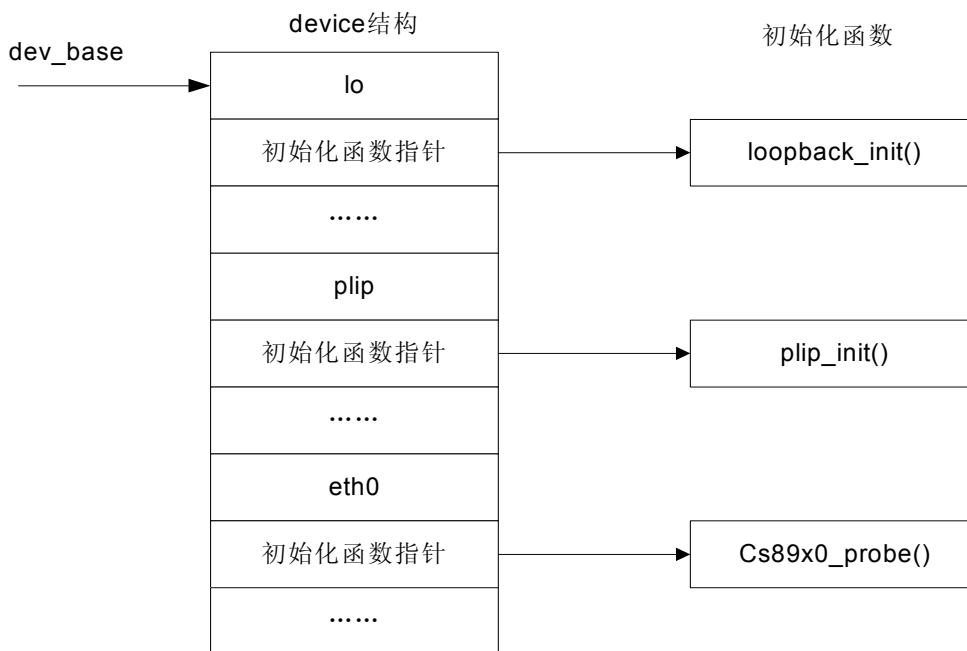 device结构
初始化函数
dev_base
lo
初始化函数指针
loopback_init()
……
plip
初始化函数指针
plip_init()
……
eth0
初始化函数指针
Cs89x0_probe()
……